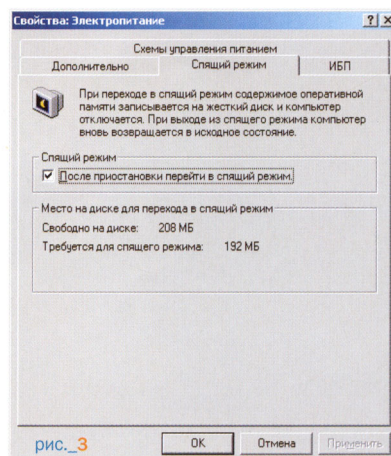 Свойства: Электропитание
Схемы управления питанием
Дополнительно Спящий режим ИБП
При переходе в спящий режим содержимое оперативной
памяти записывается на жесткий диск и компьютер
отключается. При выходе из спящего режима компьютер
вновь возвращается в исходное состояние.
Спящий режим
После приостановки перейти в спящий режим.
Место на диске для перехода в спящий режим
Свободно на диске: 208 МБ
Требуется для спящего режима: 192 МБ
рис._3
ОК Отмена Применить